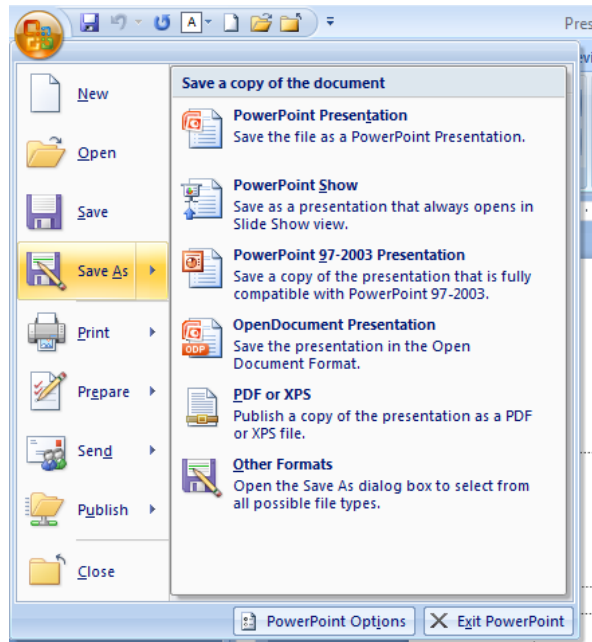 A
Pres
New
Open
Save
Save As
Print
Prepare
Send
Publish
Close
Save a copy of the document
PowerPoint Presentation
Save the file as a PowerPoint Presentation.
PowerPoint Show
Save as a presentation that always opens in
Slide Show view.
PowerPoint 97-2003 Presentation
Save a copy of the presentation that is fully
compatible with PowerPoint 97-2003.
OpenDocument Presentation
ODP
Save the presentation in the Open
Document Format.
PDF or XPS
Publish a copy of the presentation as a PDF
or XPS file.
Other Formats
Open the Save As dialog box to select from
all possible file types.
PowerPoint Options
Exit PowerPoint